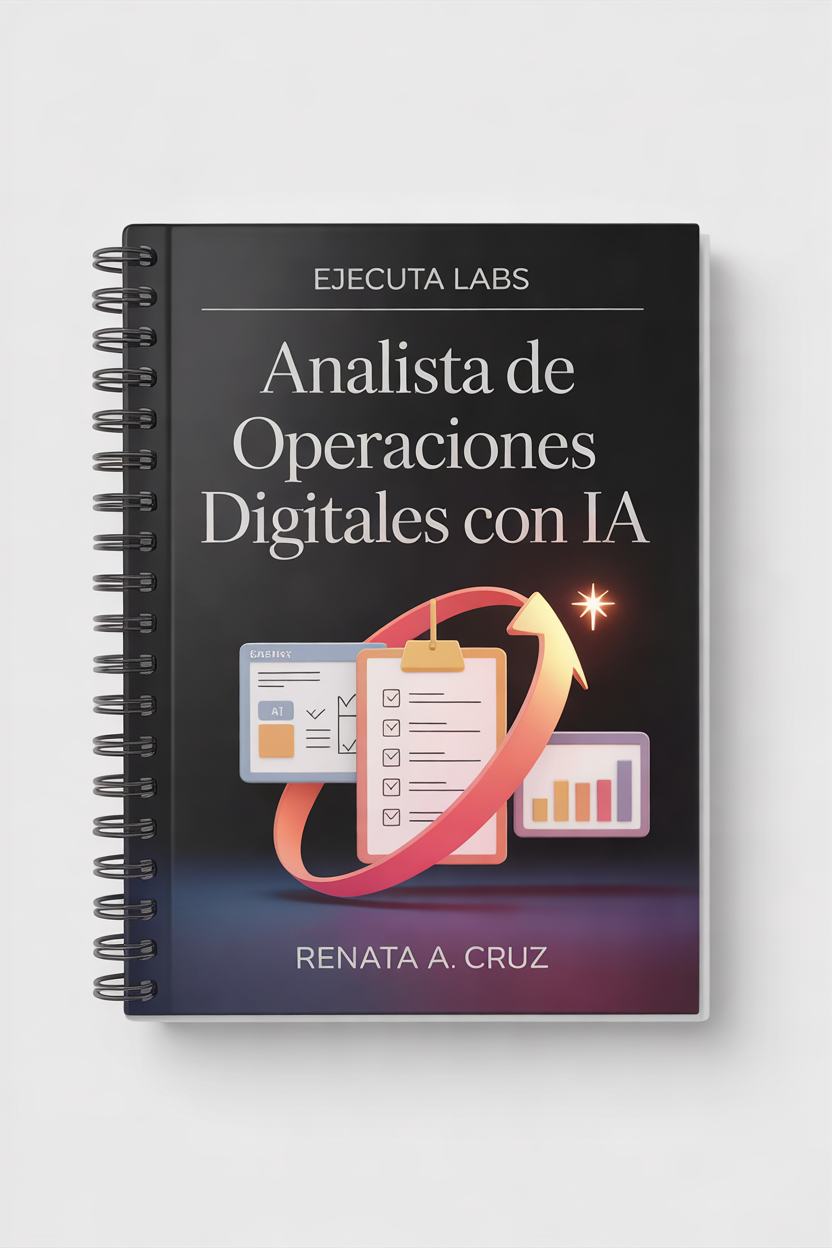 EJECUTA LABS
Analista de
Operaciones
Digitales con IA
AI
RENATA A. CRUZ